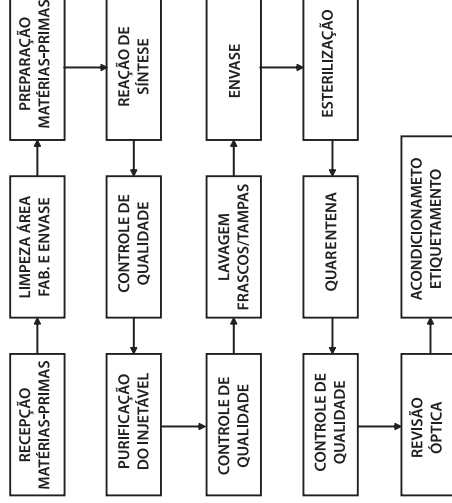 RECEPÇÃO
MATÉRIAS-PRIMAS
LIMPEZA ÁREA
FAB. E ENVASE
PREPARAÇÃO
MATÉRIAS-PRIMAS
REAÇÃO DE
SÍNTESE
CONTROLE DE
QUALIDADE
PURIFICAÇÃO
DO INJETÁVEL
CONTROLE DE
QUALIDADE
LAVAGEM
FRASCOS/TAMPAS
ENVASE
ESTERILIZAÇÃO
QUARENTENA
CONTROLE DE
QUALIDADE
REVISÃO
ÓPTICA
ACONDICIONAMETO
ETIQUETAMENTO